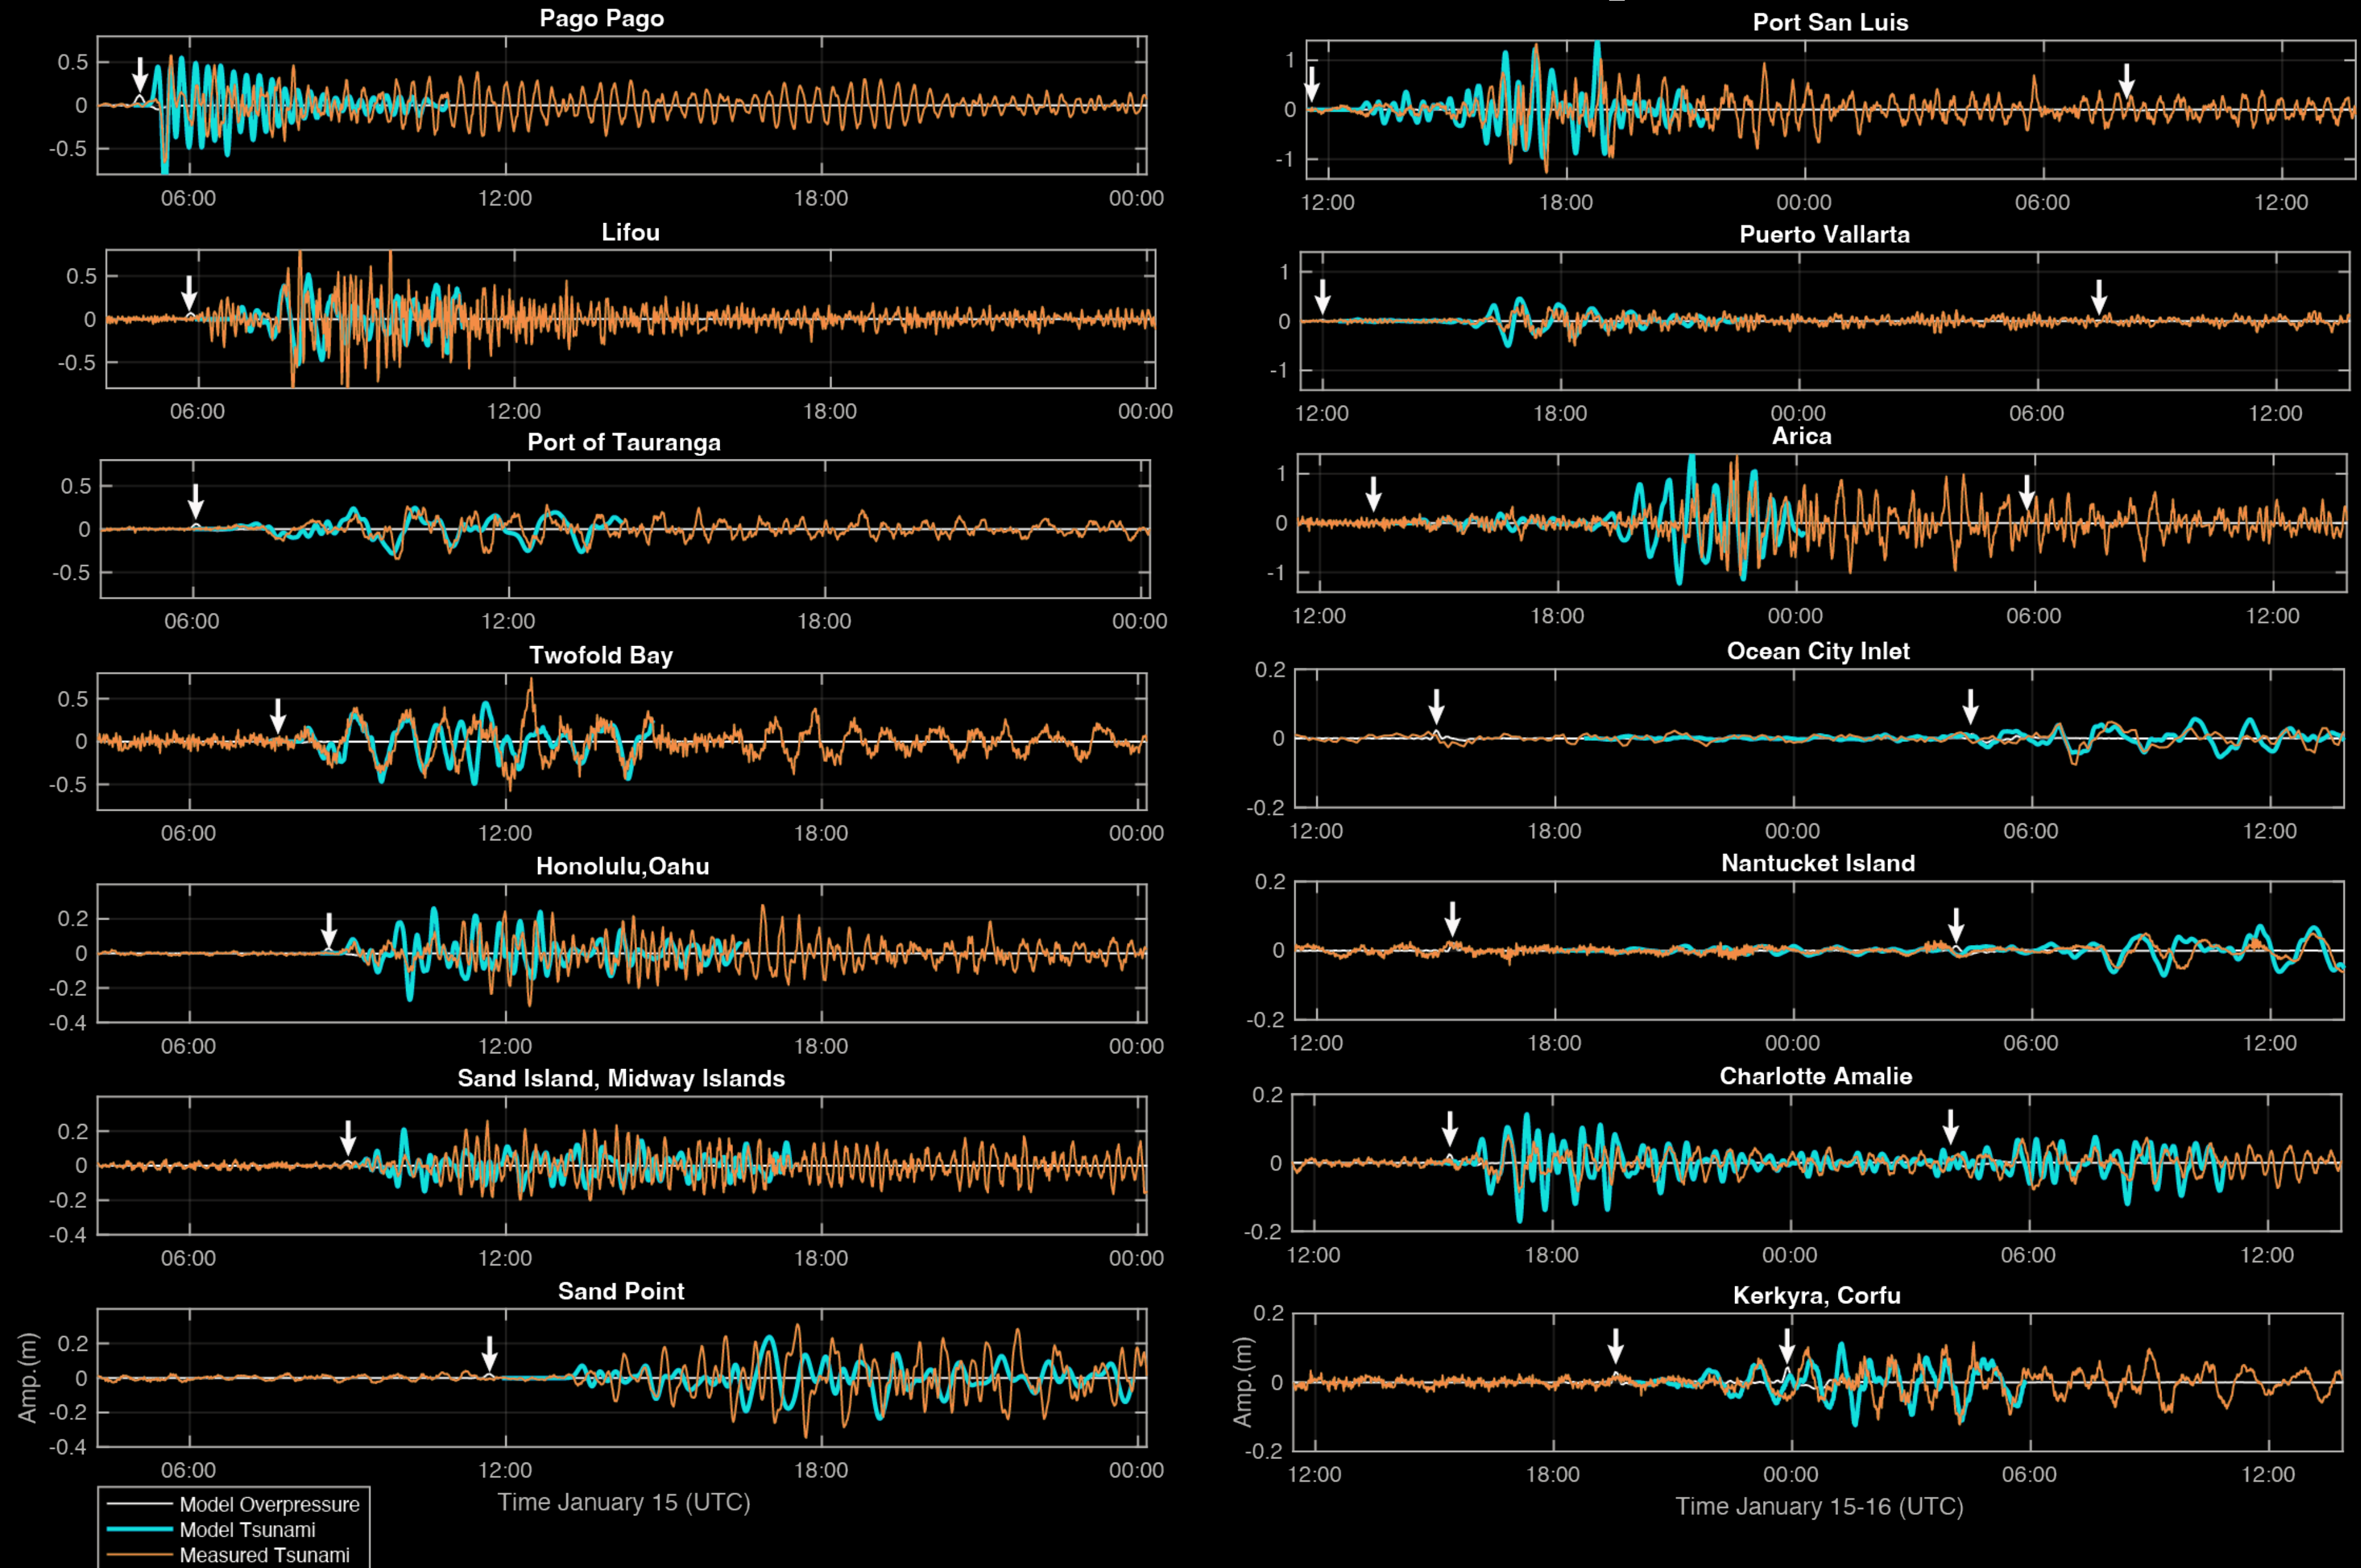 Pago Pago
0.5
0
-0.5
06:00 12:00 18:00 00:00
Lifou
0.5
0
-0.5
06:00 12:00 18:00 00:00
Port of Tauranga
0.5
0
-0.5
06:00 12:00 18:00 00:00
Twofold Bay
0.5
0
-0.5
06:00 12:00 18:00 00:00
Honolulu,Oahu
0.2
0
-0.2
-0.4
06:00 12:00 18:00 00:00
Sand Island, Midway Islands
0.2
0
-0.2
-0.4
06:00 12:00 18:00 00:00
Sand Point
Amp.(m)
0.2
0
-0.2
-0.4
06:00 12:00 18:00 00:00
Time January 15 (UTC)
Model Overpressure
Model Tsunami
Measured Tsunami
Port San Luis
1
0
-1
12:00 18:00 00:00 06:00 12:00
Puerto Vallarta
1
0
-1
12:00 18:00 00:00 06:00 12:00
Arica
1
0
-1
12:00 18:00 00:00 06:00 12:00
Ocean City Inlet
0.2
0
-0.2
12:00 18:00 00:00 06:00 12:00
Nantucket Island
0.2
0
-0.2
12:00 18:00 00:00 06:00 12:00
Charlotte Amalie
0.2
0
-0.2
12:00 18:00 00:00 06:00 12:00
Kerkyra, Corfu
Amp.(m)
0.2
0
-0.2
12:00 18:00 00:00 06:00 12:00
Time January 15-16 (UTC)